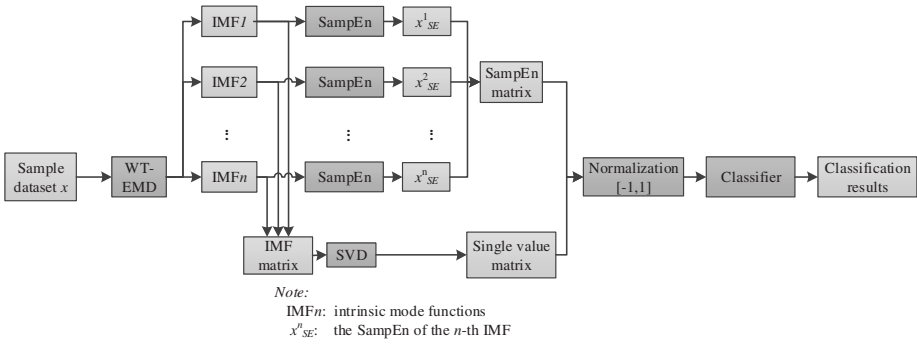 IMF1
SampEn
x¹SE
IMF2
SampEn
x²SE
SampEn
matrix
⋮
⋮
⋮
Sample
dataset x
WT-
EMD
IMFn
SampEn
xⁿSE
Normalization
[-1,1]
Classifier
Classification
results
IMF
matrix
SVD
Single value
matrix
Note:
IMFn: intrinsic mode functions
xⁿSE: the SampEn of the n-th IMF